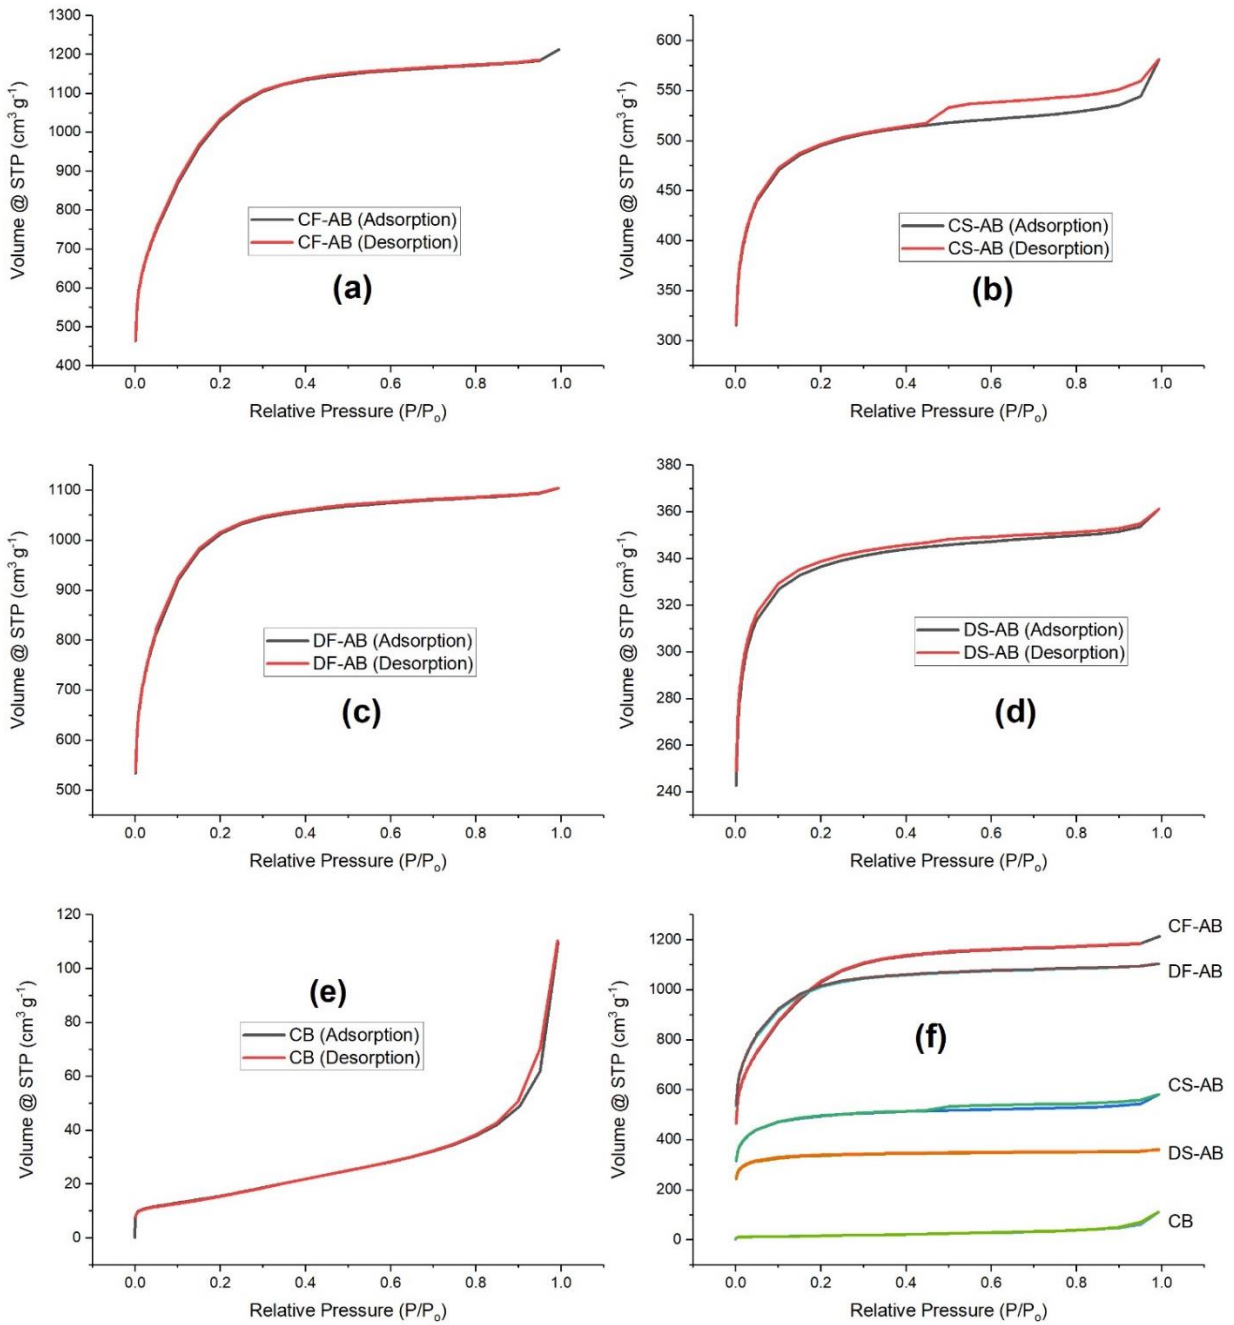 1300
1200
1100
1000
900
800
700
600
500
400
Volume @ STP (cm³ g⁻¹)
CF-AB (Adsorption)
CF-AB (Desorption)
(a)
0.0 0.2 0.4 0.6 0.8 1.0
Relative Pressure (P/Pₒ)
600
550
500
450
400
350
300
Volume @ STP (cm³ g⁻¹)
CS-AB (Adsorption)
CS-AB (Desorption)
(b)
0.0 0.2 0.4 0.6 0.8 1.0
Relative Pressure (P/Pₒ)
1100
1000
900
800
700
600
500
Volume @ STP (cm³ g⁻¹)
DF-AB (Adsorption)
DF-AB (Desorption)
(c)
0.0 0.2 0.4 0.6 0.8 1.0
Relative Pressure (P/Pₒ)
380
360
340
320
300
280
260
240
Volume @ STP (cm³ g⁻¹)
DS-AB (Adsorption)
DS-AB (Desorption)
(d)
0.0 0.2 0.4 0.6 0.8 1.0
Relative Pressure (P/Pₒ)
120
100
80
60
40
20
0
Volume @ STP (cm³ g⁻¹)
(e)
CB (Adsorption)
CB (Desorption)
0.0 0.2 0.4 0.6 0.8 1.0
Relative Pressure (P/Pₒ)
1200
1000
800
600
400
200
0
Volume @ STP (cm³ g⁻¹)
CF-AB
DF-AB
(f)
CS-AB
DS-AB
CB
0.0 0.2 0.4 0.6 0.8 1.0
Relative Pressure (P/Pₒ)